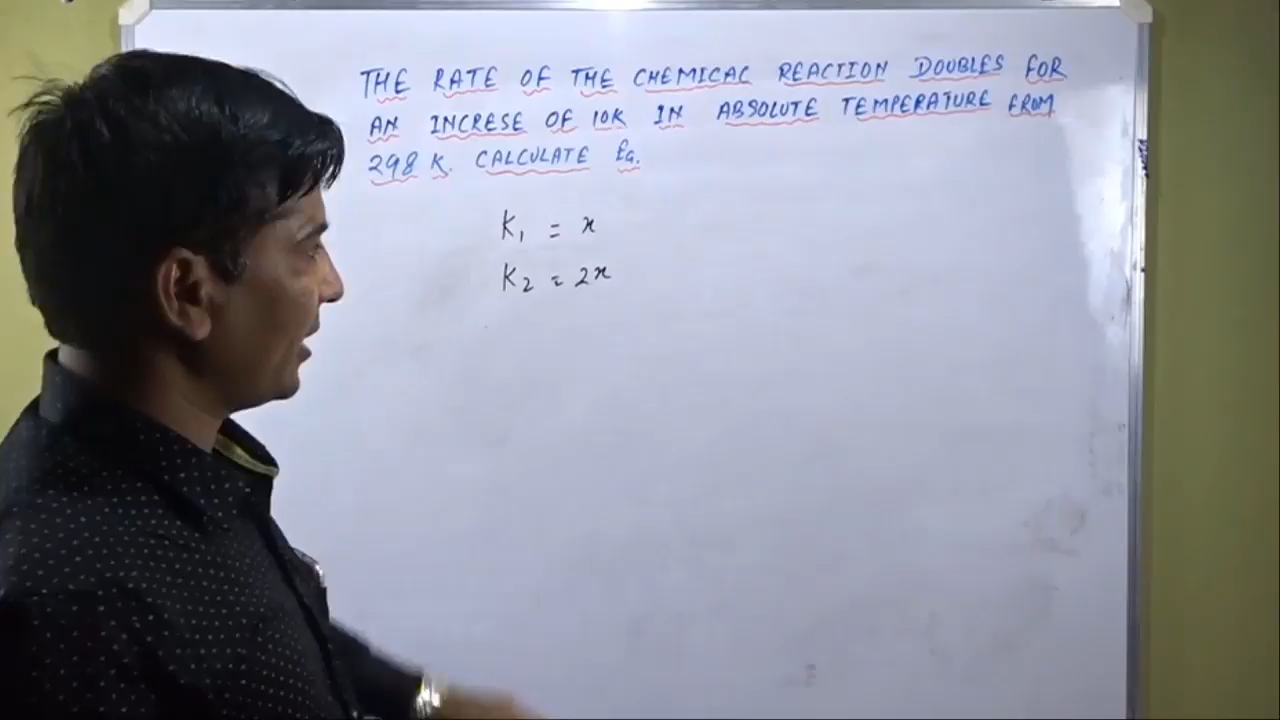 THE RATE OF THE CHEMICAL REACTION DOUBLES FOR
AN INCRESE OF 10K IN ABSOLUTE TEMPERATURE FROM
298 K. CALCULATE Ea.
K₁ = x
K₂ = 2x